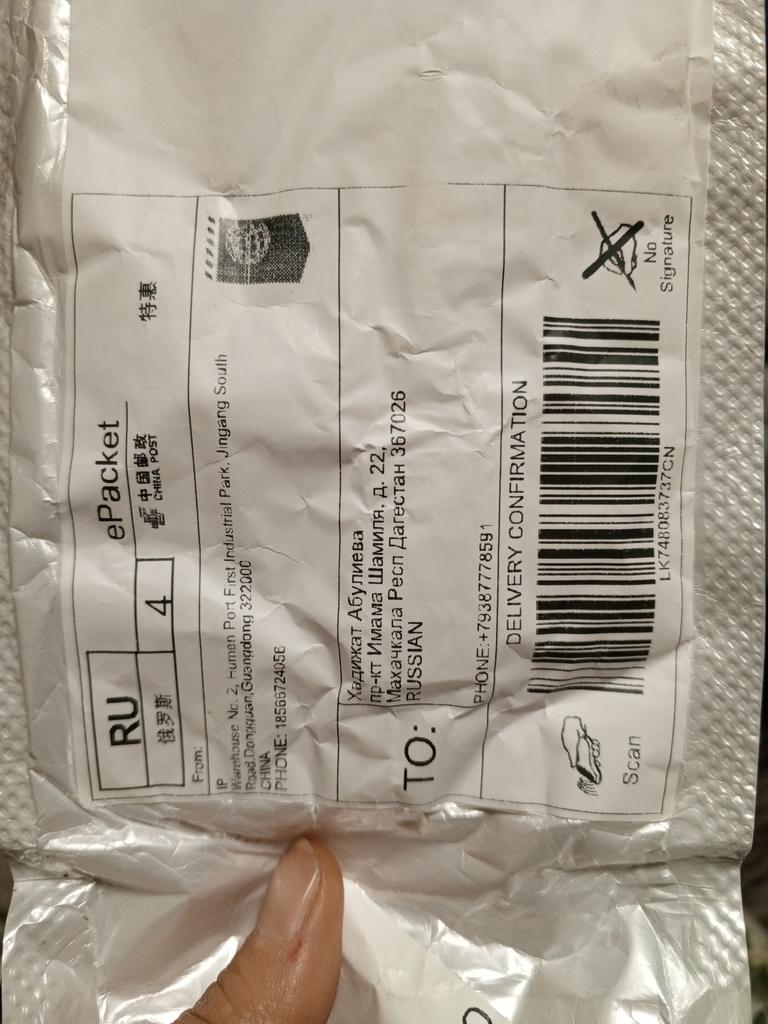 ePacket
RU
俄罗斯
4
中国邮政
CHINA POST
特惠
From:
IP
Warehouse No. 2, Humen Port First Industrial Park, Jingang South
Road,Dongguan,Guangdong 322000
CHINA
PHONE: 18566724056
TO:
Хадижат Абулиева
пр-кт Имама Шамиля, д. 22,
Махачкала Респ Дагестан 367026
RUSSIAN
PHONE:+79387778591
DELIVERY CONFIRMATION
Scan
LK748083737CN
No
Signature